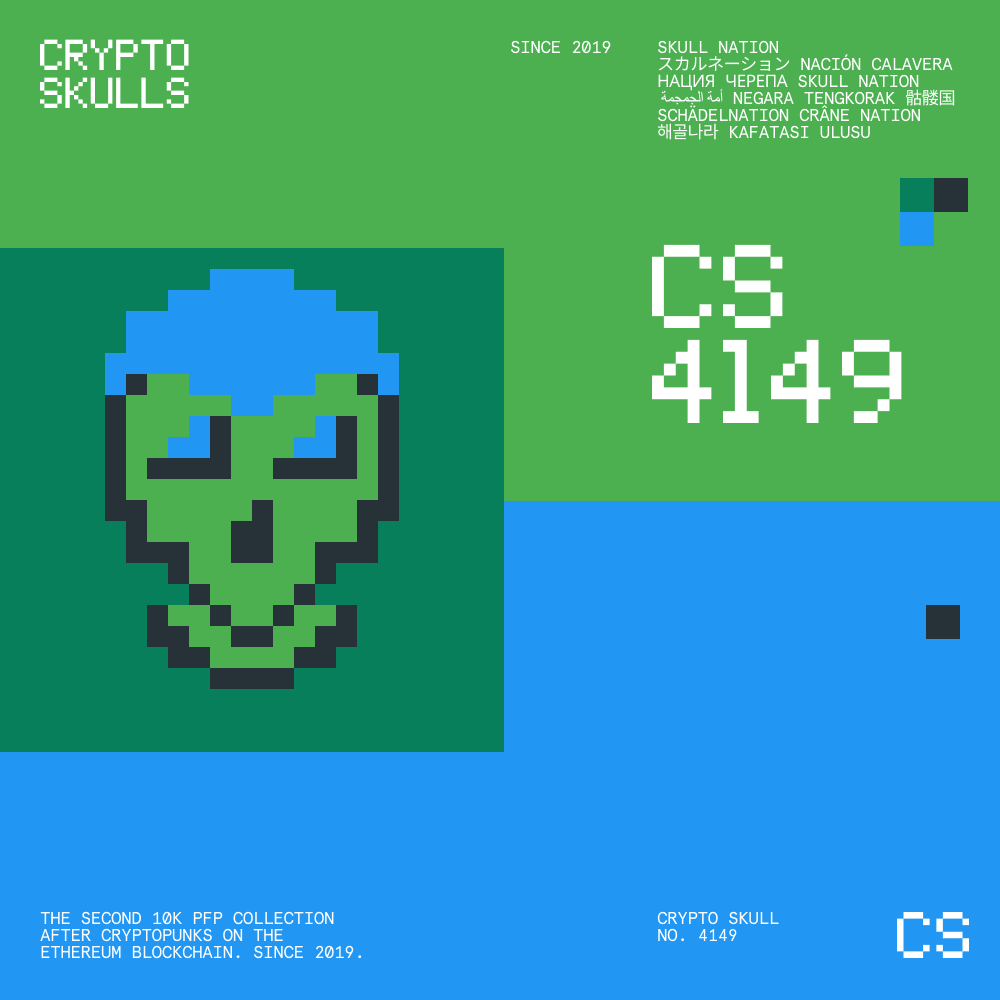 CRYPTO
SKULLS
SINCE 2019
SKULL NATION
スカルネーション NACIÓN CALAVERA
НАЦИЯ ЧЕРЕПА SKULL NATION
أمة الجمجمة NEGARA TENGKORAK 骷髅国
SCHÄDELNATION CRÂNE NATION
해골나라 KAFATASI ULUSU
CS
4149
THE SECOND 10K PFP COLLECTION
AFTER CRYPTOPUNKS ON THE
ETHEREUM BLOCKCHAIN. SINCE 2019.
CRYPTO SKULL
NO. 4149
CS